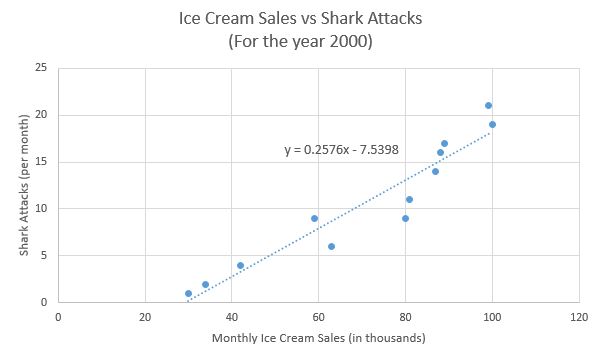 Ice Cream Sales vs Shark Attacks
(For the year 2000)
25
20
15
10
5
0
Shark Attacks (per month)
y = 0.2576x - 7.5398
0 20 40 60 80 100 120
Monthly Ice Cream Sales (in thousands)